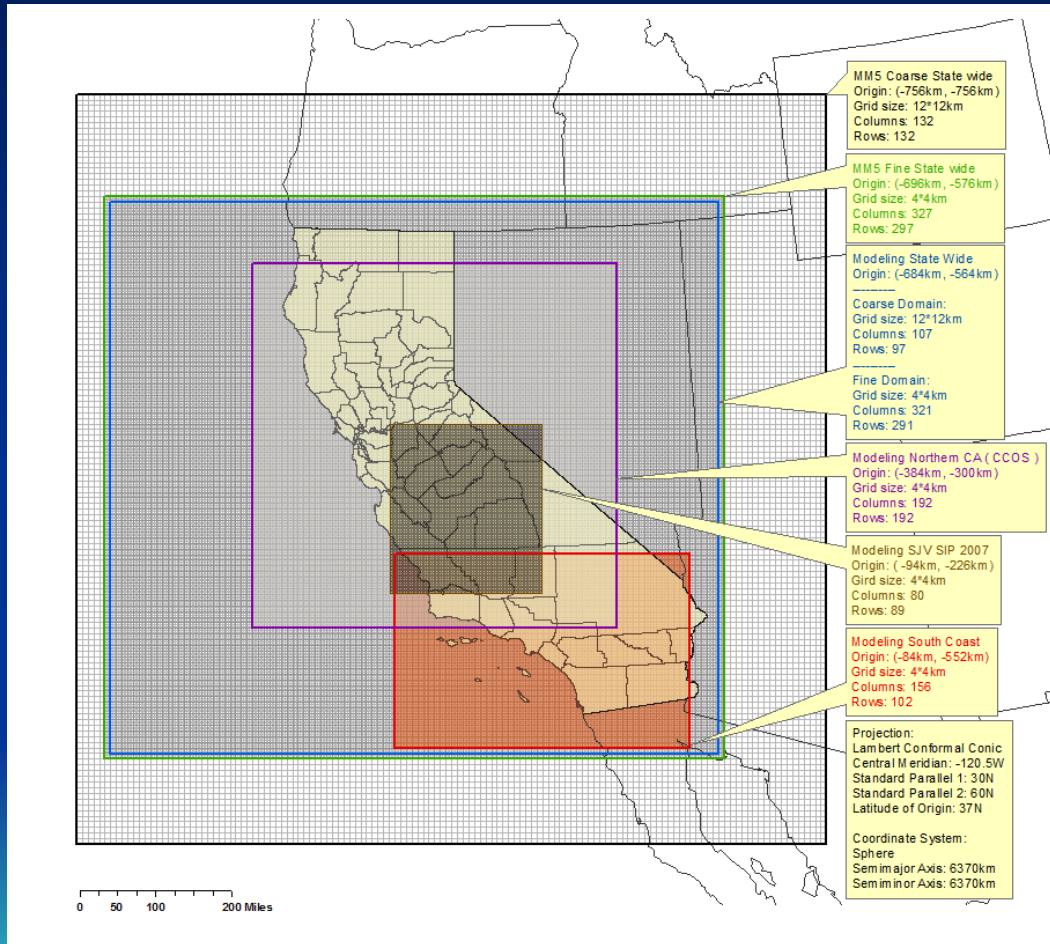 MM5 Coarse State wide
Origin: (-756km, -756km)
Grid size: 12*12km
Columns: 132
Rows: 132
MM5 Fine State wide
Origin: (-696km, -576km)
Grid size: 4*4km
Columns: 327
Rows: 297
Modeling State Wide
Origin: (-684km, -564km)
----------
Coarse Domain:
Grid size: 12*12km
Columns: 107
Rows: 97
----------
Fine Domain:
Grid size: 4*4km
Columns: 321
Rows: 291
Modeling Northern CA ( CCOS )
Origin: (-384km, -300km)
Grid size: 4*4km
Columns: 192
Rows: 192
Modeling SJV SIP 2007
Origin: (-94km, -226km)
Gird size: 4*4km
Columns: 80
Rows: 89
Modeling South Coast
Origin: (-84km, -552km)
Grid size: 4*4km
Columns: 156
Rows: 102
Projection:
Lambert Conformal Conic
Central Meridian: -120.5W
Standard Parallel 1: 30N
Standard Parallel 2: 60N
Latitude of Origin: 37N
Coordinate System:
Sphere
Semimajor Axis: 6370km
Semiminor Axis: 6370km
0 50 100 200 Miles